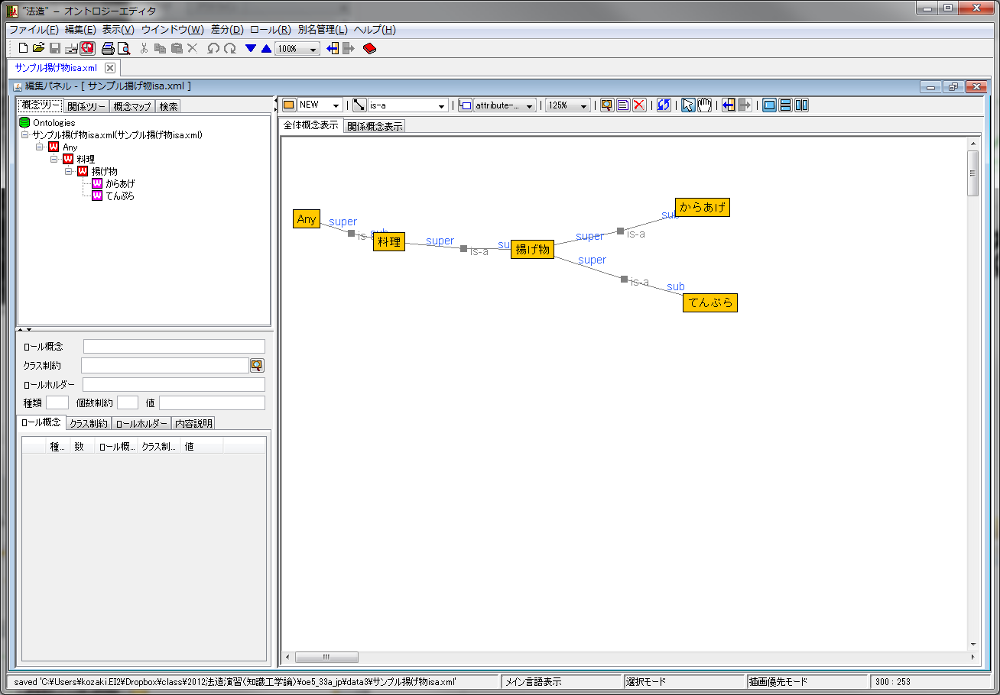 "法造" － オントロジーエディタ
ファイル(F) 編集(E) 表示(V) ウインドウ(W) 差分(D) ロール(R) 別名管理(L) ヘルプ(H)
100%
サンプル揚げ物isa.xml
編集パネル - [ サンプル揚げ物isa.xml ]
概念ツリー 関係ツリー 概念マップ 検索
Ontologies
サンプル揚げ物isa.xml(サンプル揚げ物isa.xml)
Any
料理
揚げ物
からあげ
てんぷら
ロール概念
クラス制約
ロールホルダー
種類 個数制約 値
ロール概念 クラス制約 ロールホルダー 内容説明
種... 数 ロール概... クラス制... 値
NEW is-a attribute-... 125%
全体概念表示 関係概念表示
Any super is-a sub 料理 super is-a su 揚げ物
super is-a sub からあげ
super is-a sub てんぷら
saved 'C:¥Users¥kozaki.EI2¥Dropbox¥class¥2012法造演習(知識工学論)¥oe5_33a_jp¥data3¥サンプル揚げ物isa.xml' メイン言語表示 選択モード 描画優先モード 300 : 253